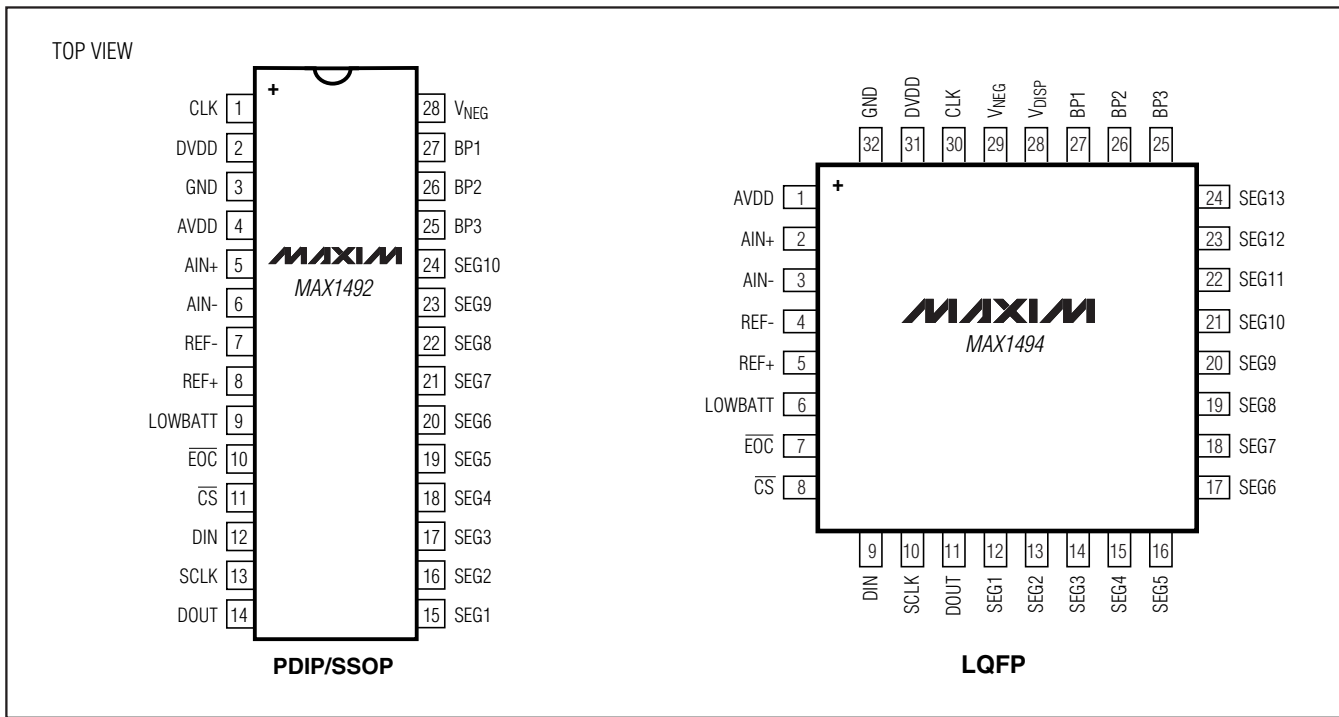 TOP VIEW
+
MAXIM
MAX1492
CLK 1
DVDD 2
GND 3
AVDD 4
AIN+ 5
AIN- 6
REF- 7
REF+ 8
LOWBATT 9
EOC 10
CS 11
DIN 12
SCLK 13
DOUT 14
28 VNEG
27 BP1
26 BP2
25 BP3
24 SEG10
23 SEG9
22 SEG8
21 SEG7
20 SEG6
19 SEG5
18 SEG4
17 SEG3
16 SEG2
15 SEG1
PDIP/SSOP
GND DVDD CLK VNEG VDISP BP1 BP2 BP3
32 31 30 29 28 27 26 25
+
MAXIM
MAX1494
AVDD 1
AIN+ 2
AIN- 3
REF- 4
REF+ 5
LOWBATT 6
EOC 7
CS 8
24 SEG13
23 SEG12
22 SEG11
21 SEG10
20 SEG9
19 SEG8
18 SEG7
17 SEG6
9 10 11 12 13 14 15 16
DIN SCLK DOUT SEG1 SEG2 SEG3 SEG4 SEG5
LQFP